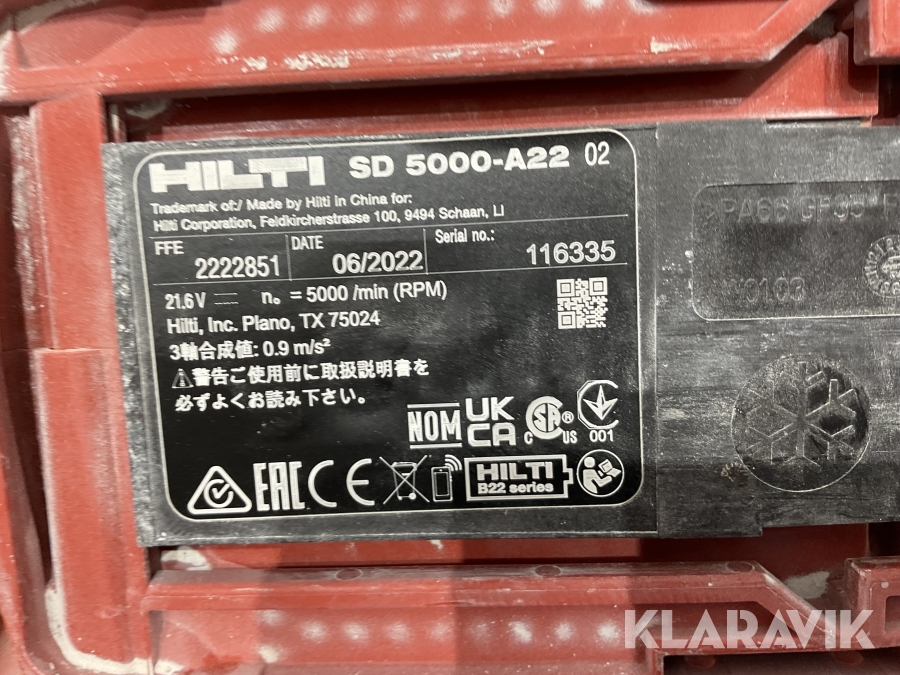 HILTI SD 5000-A22 02
Trademark of:/ Made by Hilti in China for:
Hilti Corporation, Feldkircherstrasse 100, 9494 Schaan, LI
FFE 2222851
DATE 06/2022
Serial no.: 116335
21.6 V n₀ = 5000 /min (RPM)
Hilti, Inc. Plano, TX 75024
3軸合成値: 0.9 m/s²
⚠警告ご使用前に取扱説明書を
必ずよくお読み下さい。
NOM UK CA CSA ® C US 001
EAC CE HILTI B22 series
KLARAVIK